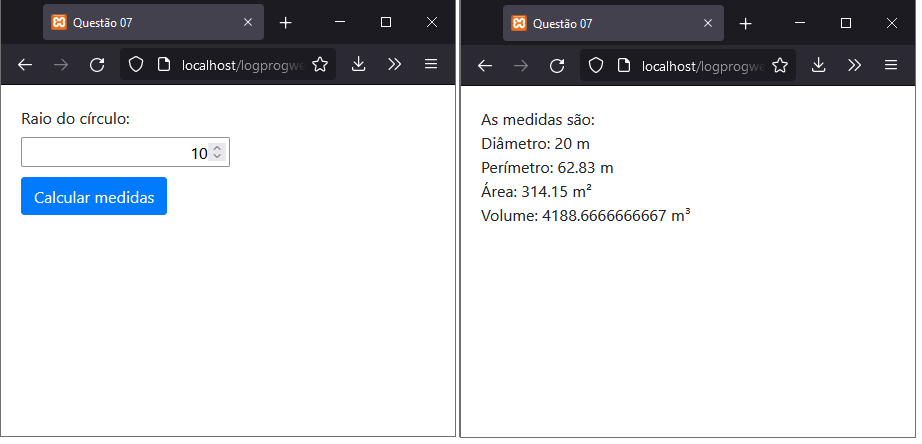 Questão 07
localhost/logprogwe
Raio do círculo:
10
Calcular medidas
Questão 07
localhost/logprogwe
As medidas são:
Diâmetro: 20 m
Perímetro: 62.83 m
Área: 314.15 m²
Volume: 4188.6666666667 m³